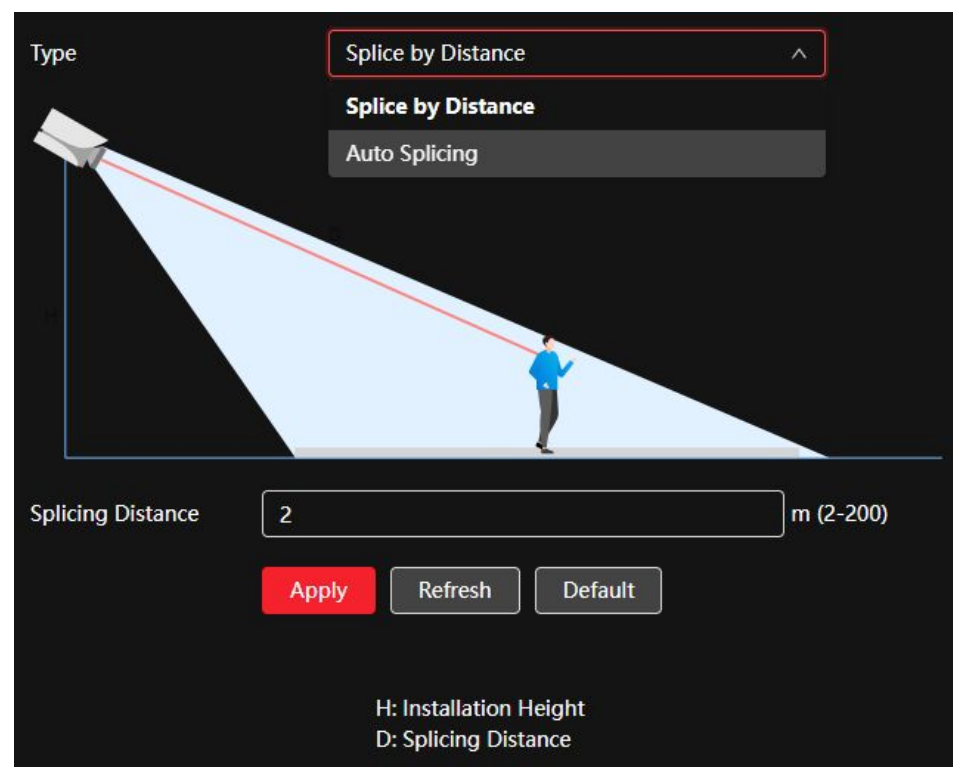 Type
Splice by Distance
Splice by Distance
Auto Splicing
D
H
Splicing Distance
2
m (2-200)
Apply
Refresh
Default
H: Installation Height
D: Splicing Distance